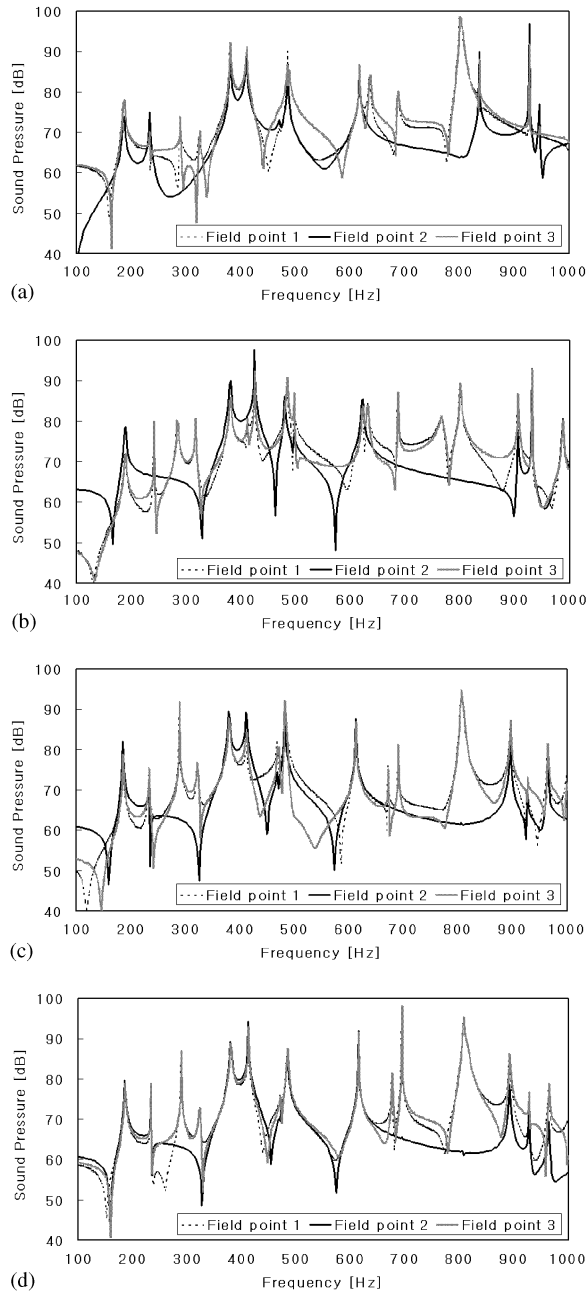 100
90
80
70
60
50
40
Sound Pressure [dB]
Field point 1 Field point 2 Field point 3
100 200 300 400 500 600 700 800 900 1000
Frequency [Hz]
(a)
100
90
80
70
60
50
40
Sound Pressure [dB]
Field point 1 Field point 2 Field point 3
100 200 300 400 500 600 700 800 900 1000
Frequency [Hz]
(b)
100
90
80
70
60
50
40
Sound Pressure [dB]
Field point 1 Field point 2 Field point 3
100 200 300 400 500 600 700 800 900 1000
Frequency [Hz]
(c)
100
90
80
70
60
50
40
Sound Pressure [dB]
Field point 1 Field point 2 Field point 3
100 200 300 400 500 600 700 800 900 1000
Frequency [Hz]
(d)